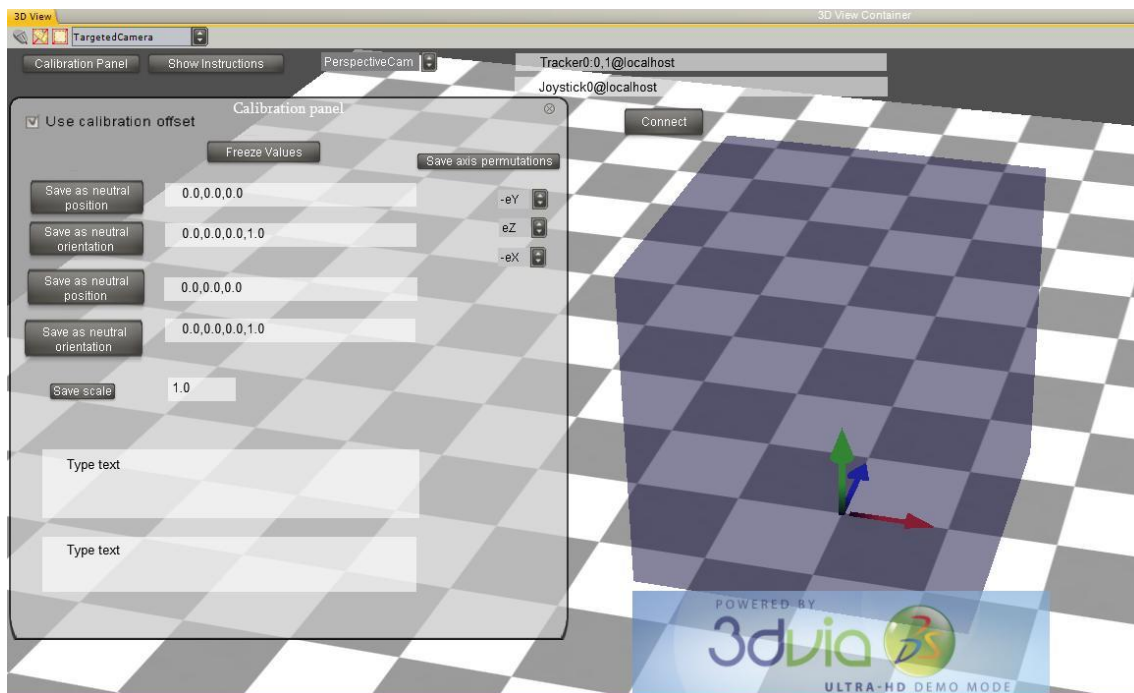 3D View
3D View Container
TargetedCamera
Calibration Panel
Show Instructions
PerspectiveCam
Tracker0:0,1@localhost
Joystick0@localhost
Calibration panel
Use calibration offset
Connect
Freeze Values
Save axis permutations
Save as neutral
position
0.0,0.0,0.0
-eY
Save as neutral
orientation
0.0,0.0,0.0,1.0
eZ
-eX
Save as neutral
position
0.0,0.0,0.0
Save as neutral
orientation
0.0,0.0,0.0,1.0
Save scale
1.0
Type text
Type text
POWERED BY
3dvia
ULTRA-HD DEMO MODE